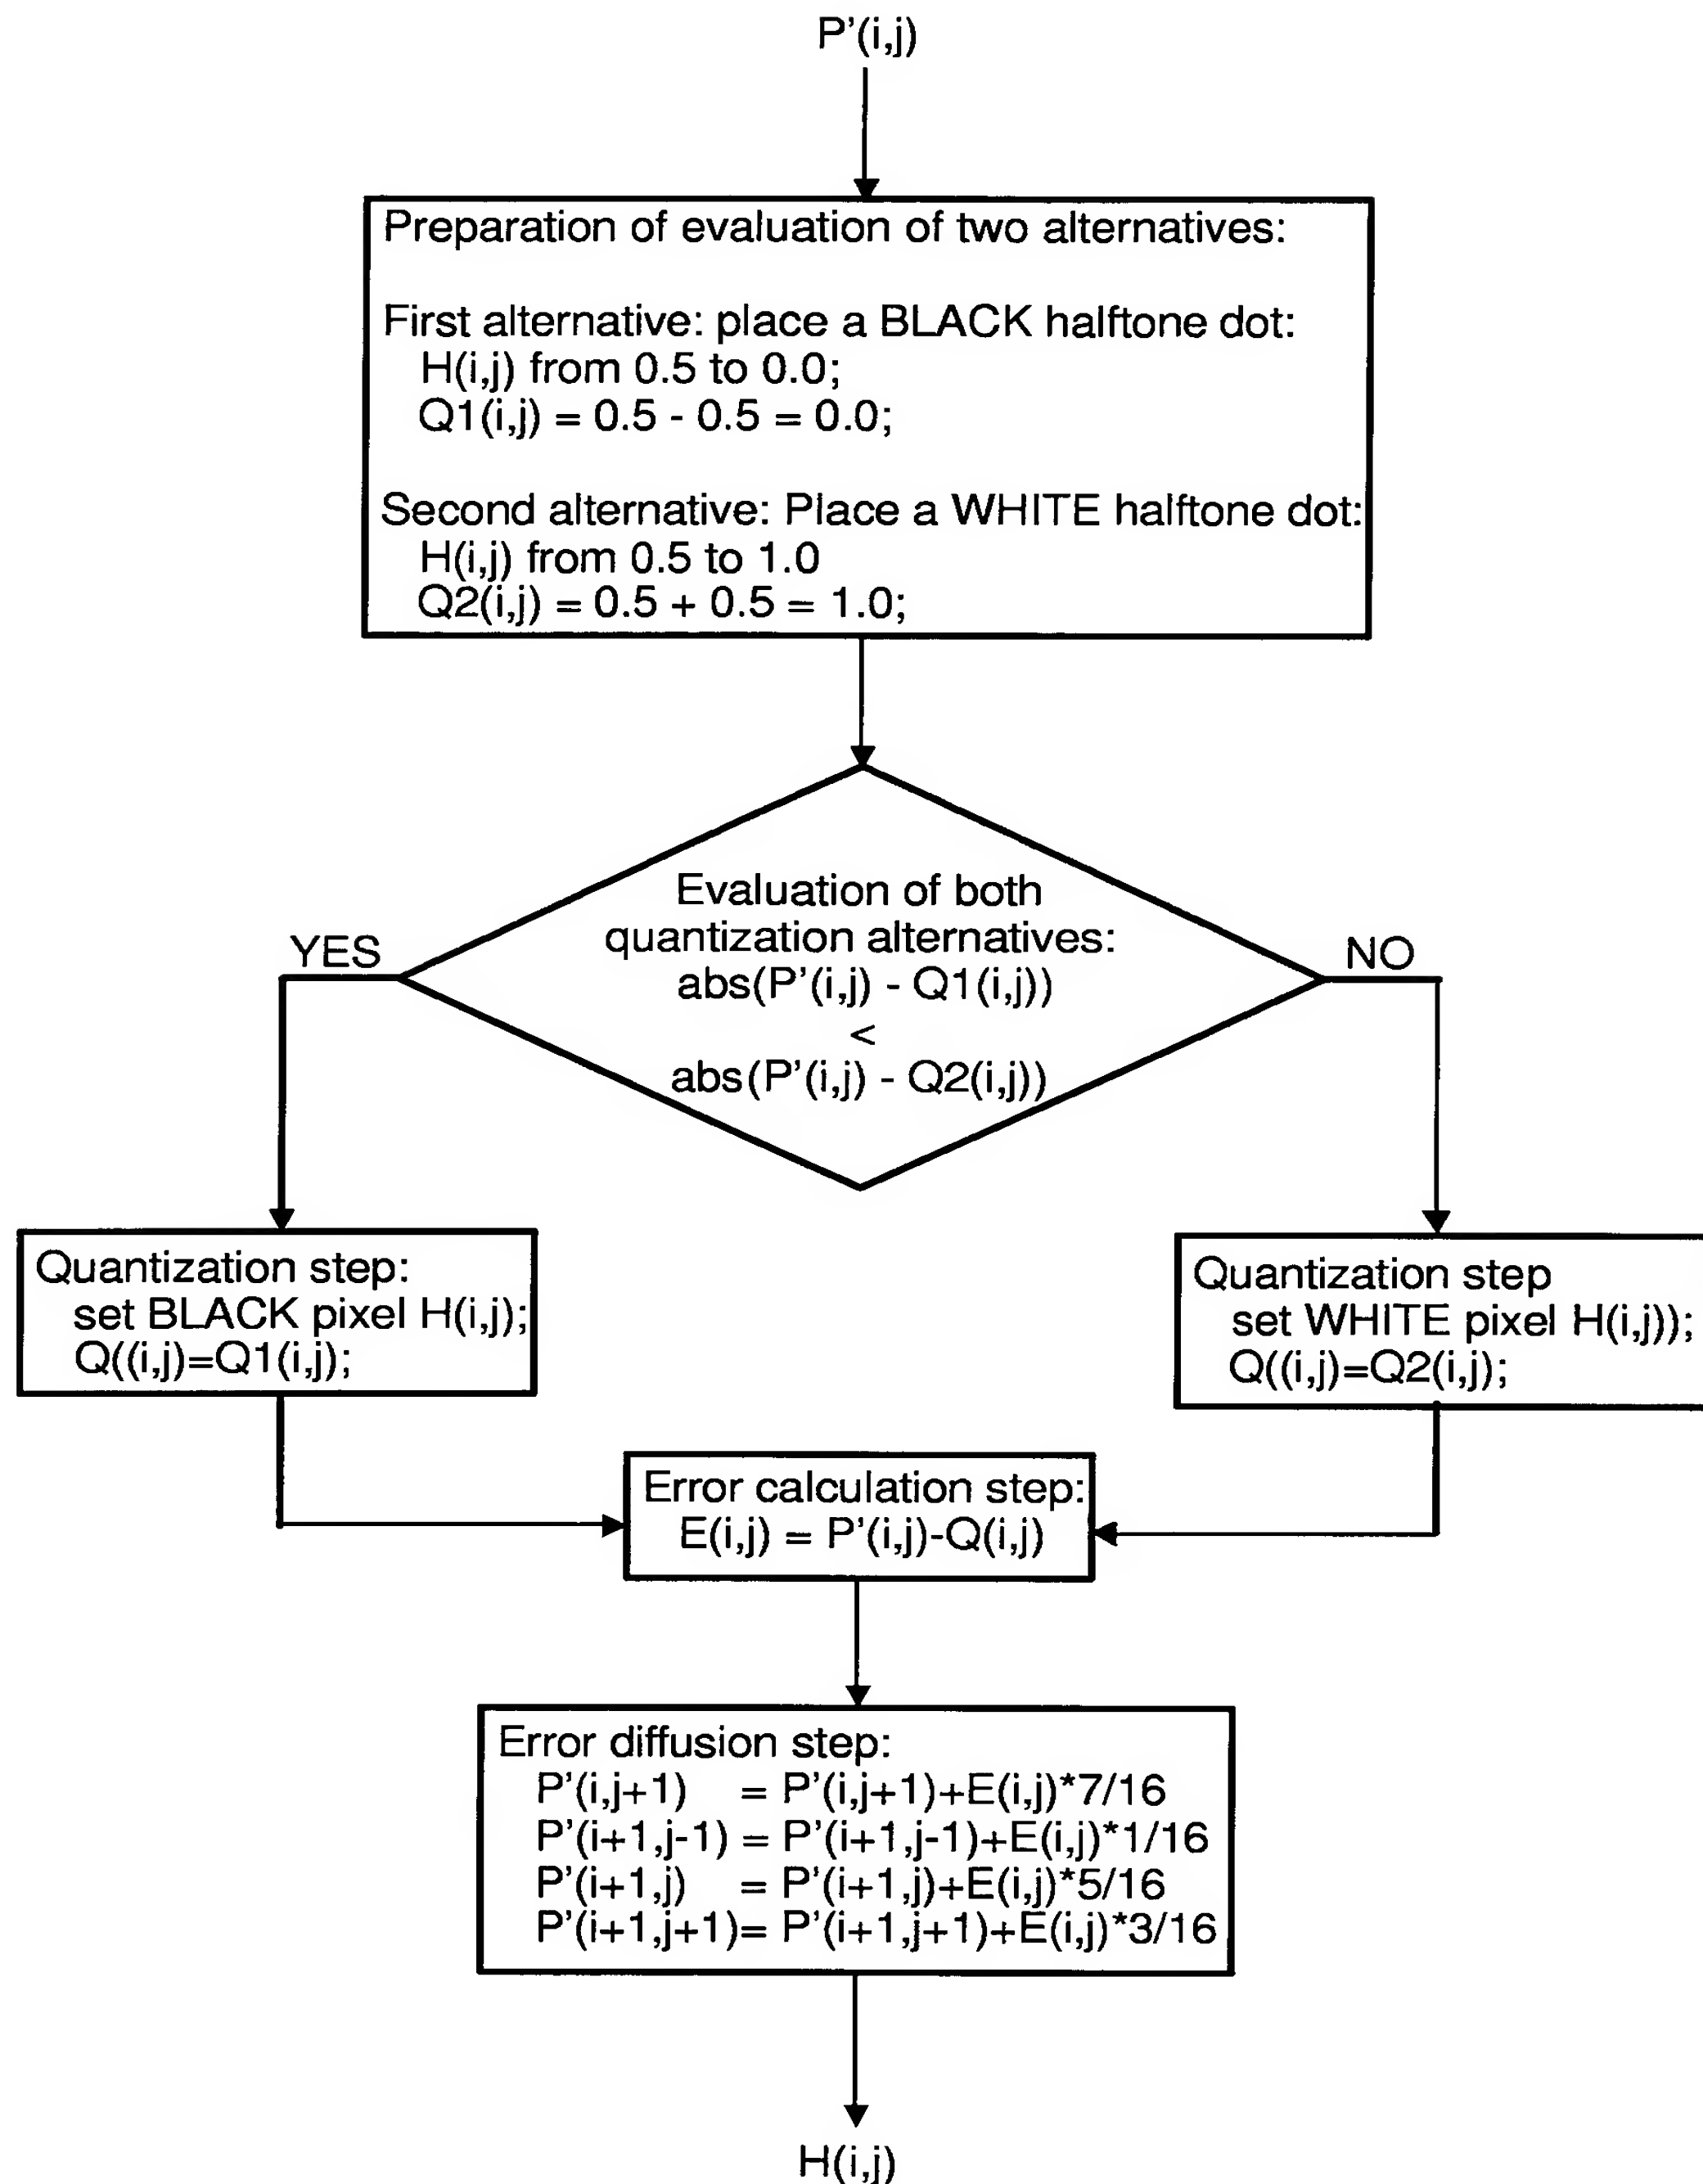 P'(i,j)
Preparation of evaluation of two alternatives:
First alternative: place a BLACK halftone dot:
H(i,j) from 0.5 to 0.0;
Q1(i,j) = 0.5 - 0.5 = 0.0;
Second alternative: Place a WHITE halftone dot:
H(i,j) from 0.5 to 1.0
Q2(i,j) = 0.5 + 0.5 = 1.0;
Evaluation of both
quantization alternatives:
abs(P'(i,j) - Q1(i,j))
<
abs(P'(i,j) - Q2(i,j))
YES
NO
Quantization step:
set BLACK pixel H(i,j);
Q((i,j)=Q1(i,j);
Quantization step
set WHITE pixel H(i,j));
Q((i,j)=Q2(i,j);
Error calculation step:
E(i,j) = P'(i,j)-Q(i,j)
Error diffusion step:
P'(i,j+1) = P'(i,j+1)+E(i,j)*7/16
P'(i+1,j-1) = P'(i+1,j-1)+E(i,j)*1/16
P'(i+1,j) = P'(i+1,j)+E(i,j)*5/16
P'(i+1,j+1)= P'(i+1,j+1)+E(i,j)*3/16
H(i,j)